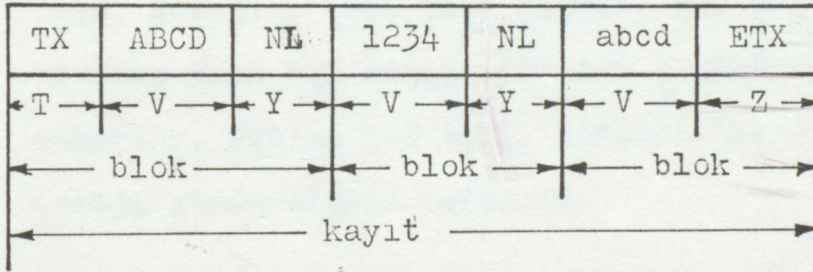 TX ABCD NL 1234 NL abcd ETX
T V Y V Y V Z
blok blok blok
kayıt